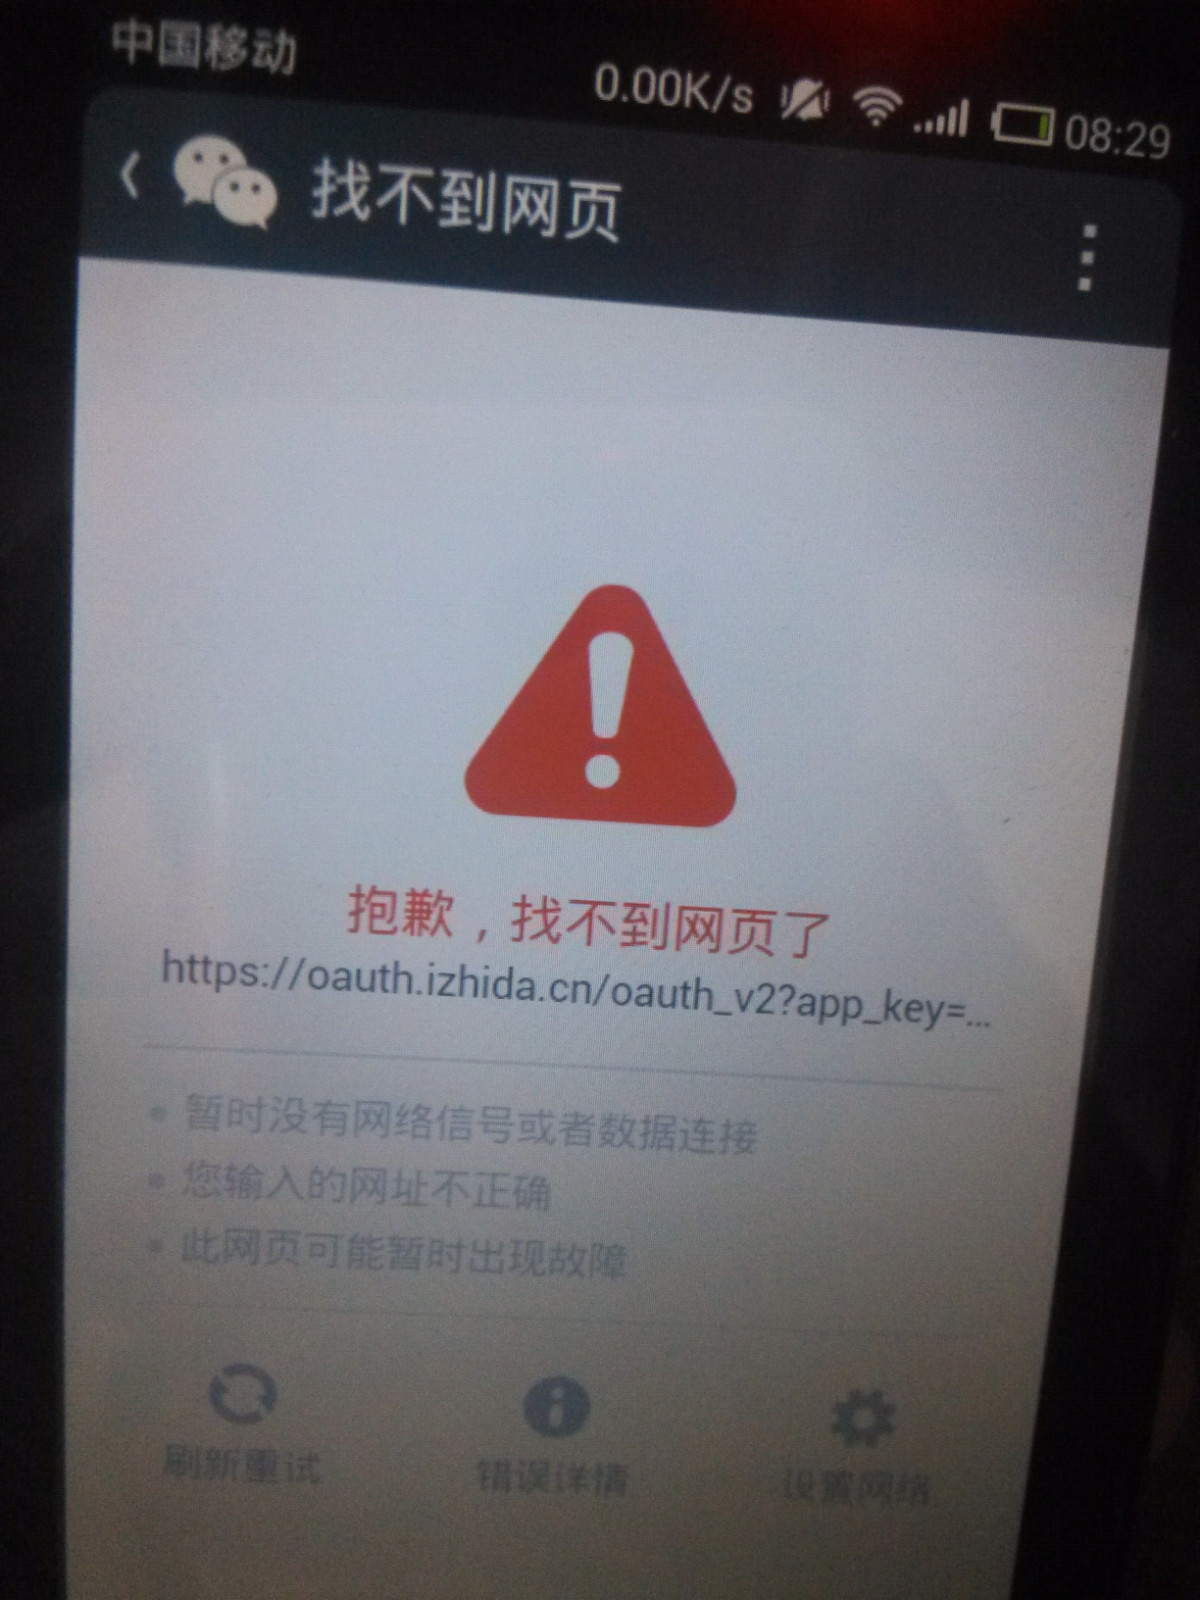 中国移动
0.00K/s 08:29
找不到网页
抱歉，找不到网页了
https://oauth.izhida.cn/oauth_v2?app_key=...
暂时没有网络信号或者数据连接
您输入的网址不正确
此网页可能暂时出现故障
刷新重试 错误详情 设置网络